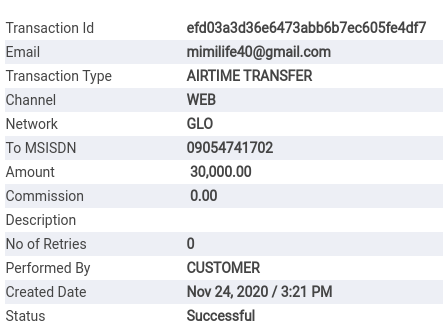 Transaction Id efd03a3d36e6473abb6b7ec605fe4df7
Email mimilife40@gmail.com
Transaction Type AIRTIME TRANSFER
Channel WEB
Network GLO
To MSISDN 09054741702
Amount 30,000.00
Commission 0.00
Description
No of Retries 0
Performed By CUSTOMER
Created Date Nov 24, 2020 / 3:21 PM
Status Successful